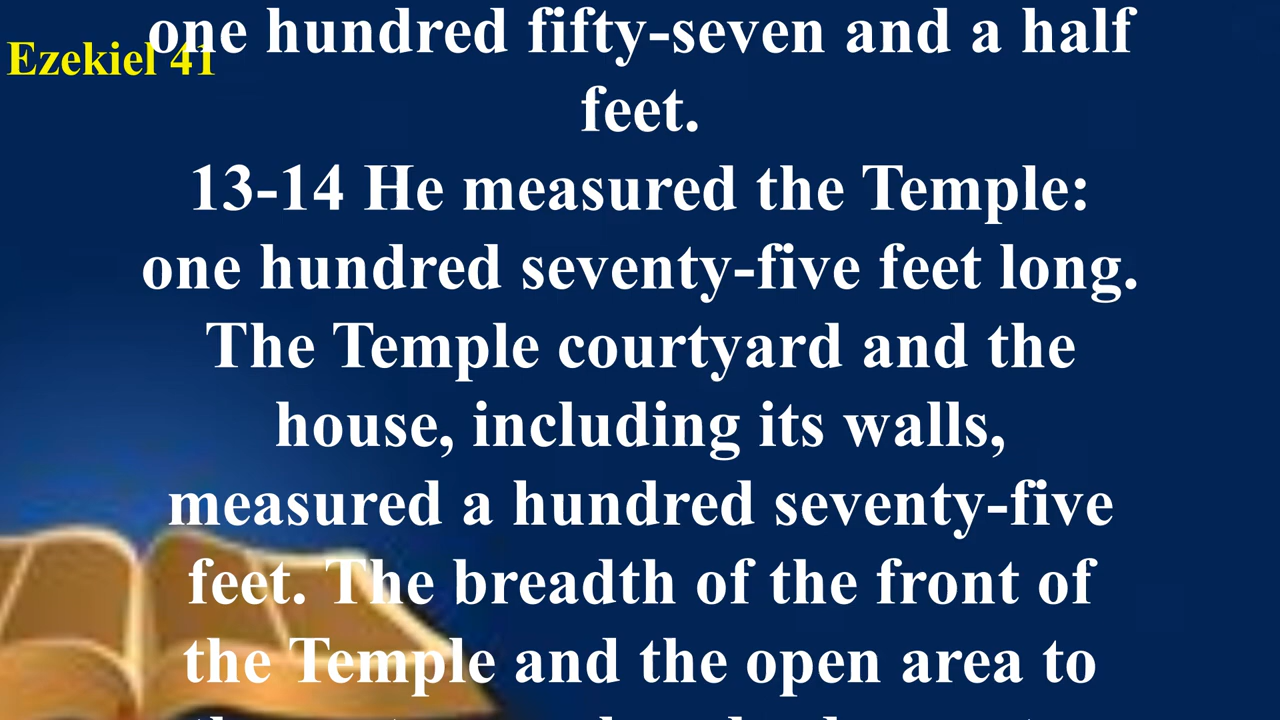 Ezekiel 41
one hundred fifty-seven and a half
feet.
13-14 He measured the Temple:
one hundred seventy-five feet long.
The Temple courtyard and the
house, including its walls,
measured a hundred seventy-five
feet. The breadth of the front of
the Temple and the open area to